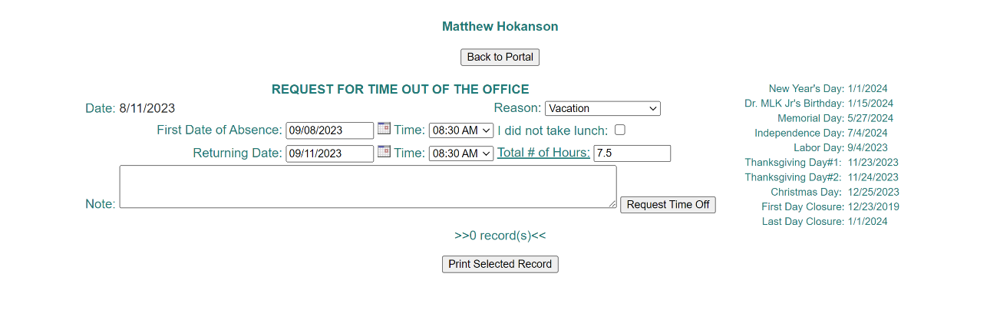 Matthew Hokanson
Back to Portal
REQUEST FOR TIME OUT OF THE OFFICE
Date: 8/11/2023 Reason: Vacation
First Date of Absence: 09/08/2023 Time: 08:30 AM I did not take lunch:
Returning Date: 09/11/2023 Time: 08:30 AM Total # of Hours: 7.5
Note: Request Time Off
>>0 record(s)<<
Print Selected Record
New Year's Day: 1/1/2024
Dr. MLK Jr's Birthday: 1/15/2024
Memorial Day: 5/27/2024
Independence Day: 7/4/2024
Labor Day: 9/4/2023
Thanksgiving Day#1: 11/23/2023
Thanksgiving Day#2: 11/24/2023
Christmas Day: 12/25/2023
First Day Closure: 12/23/2019
Last Day Closure: 1/1/2024